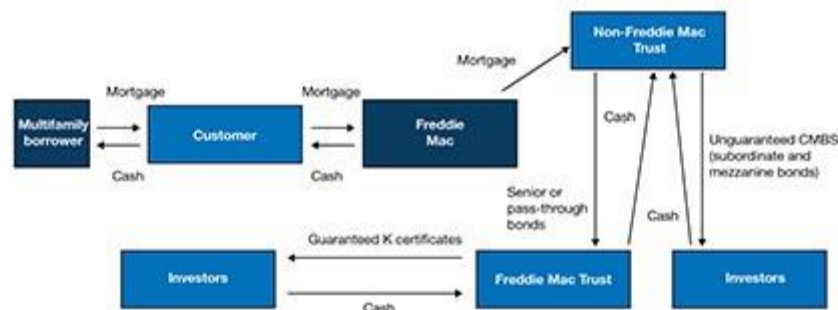 Non-Freddie Mac
Trust
Mortgage
Mortgage
Mortgage
Multifamily
borrower
Customer
Freddie
Mac
Cash
Cash
Cash
Unguaranteed CMBS
(subordinate and
mezzanine bonds)
Senior or
pass-through
bonds
Cash
Guaranteed K certificates
Investors
Freddie Mac Trust
Investors
Cash